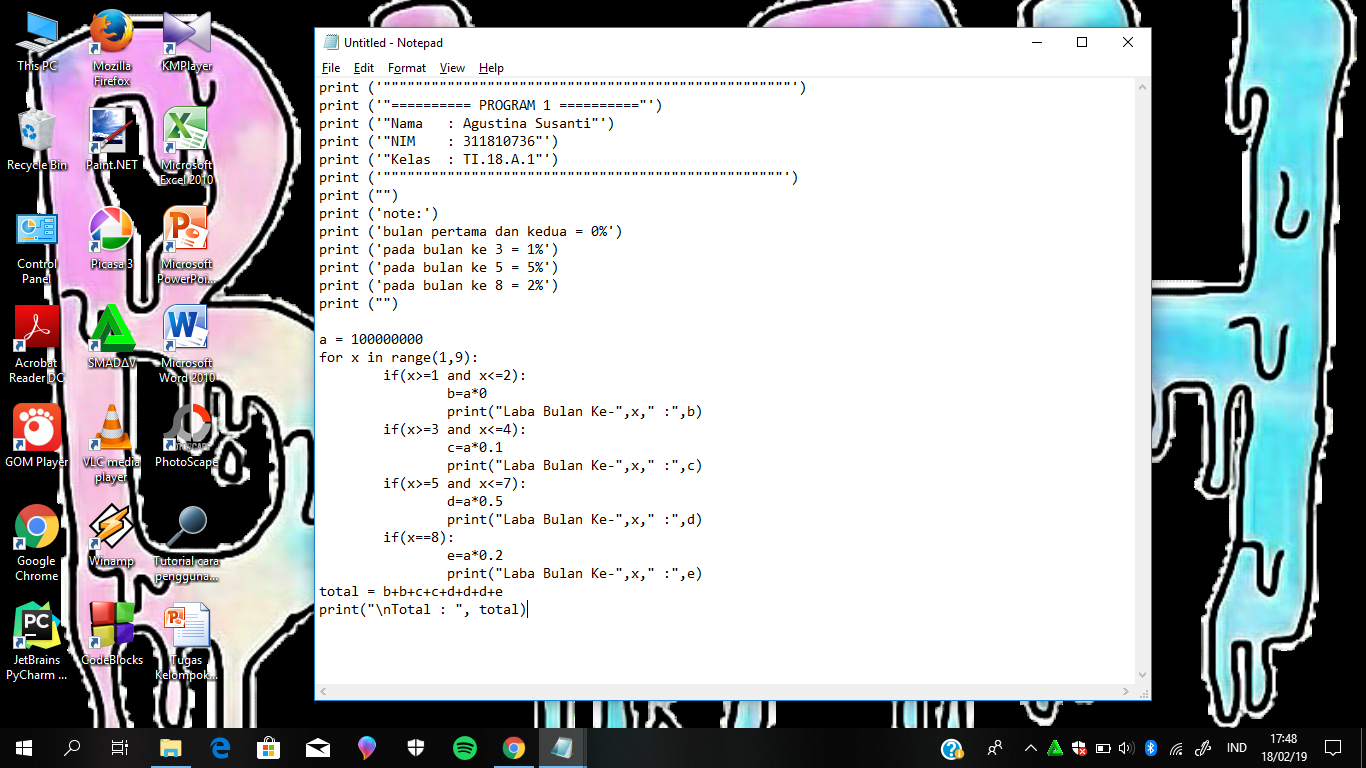 This PC
Mozilla Firefox
KMPlayer
Recycle Bin
Paint.NET
Microsoft Excel 2010
Control Panel
Picasa 3
Microsoft PowerPoi...
Acrobat Reader DC
SMADΔV
Microsoft Word 2010
GOM Player
VLC media player
PhotoScape
Google Chrome
Winamp
Tutorial cara pengguna...
JetBrains PyCharm ...
CodeBlocks
Tugas Kelompok...
Untitled - Notepad
File Edit Format View Help
print ('"""""""""""""""""""""""""""""""""""""""""""""""""""')
print ('"========== PROGRAM 1 =========="')
print ('"Nama   : Agustina Susanti"')
print ('"NIM    : 311810736"')
print ('"Kelas  : TI.18.A.1"')
print ('""""""""""""""""""""""""""""""""""""""""""""""""""')
print ("")
print ('note:')
print ('bulan pertama dan kedua = 0%')
print ('pada bulan ke 3 = 1%')
print ('pada bulan ke 5 = 5%')
print ('pada bulan ke 8 = 2%')
print ("")
a = 100000000
for x in range(1,9):
        if(x>=1 and x<=2):
                b=a*0
                print("Laba Bulan Ke-",x," :",b)
        if(x>=3 and x<=4):
                c=a*0.1
                print("Laba Bulan Ke-",x," :",c)
        if(x>=5 and x<=7):
                d=a*0.5
                print("Laba Bulan Ke-",x," :",d)
        if(x==8):
                e=a*0.2
                print("Laba Bulan Ke-",x," :",e)
total = b+b+c+c+d+d+d+e
print("\nTotal : ", total)
IND
17:48
18/02/19